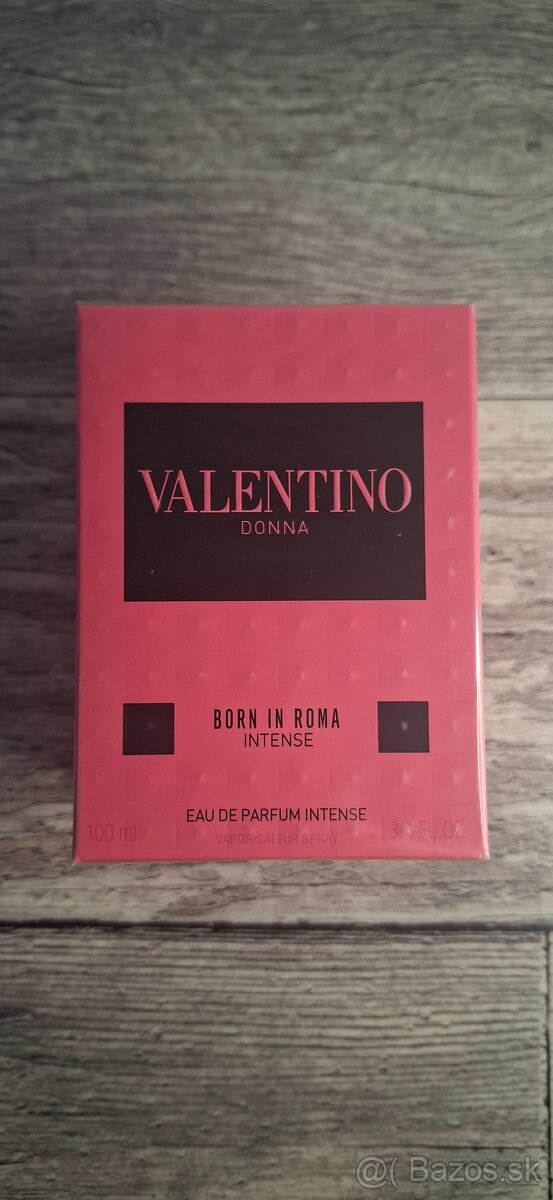 VALENTINO
DONNA
BORN IN ROMA
INTENSE
EAU DE PARFUM INTENSE
100 ml VAPORISATEUR SPRAY 3.4 FL.OZ.
@( Bazos.sk